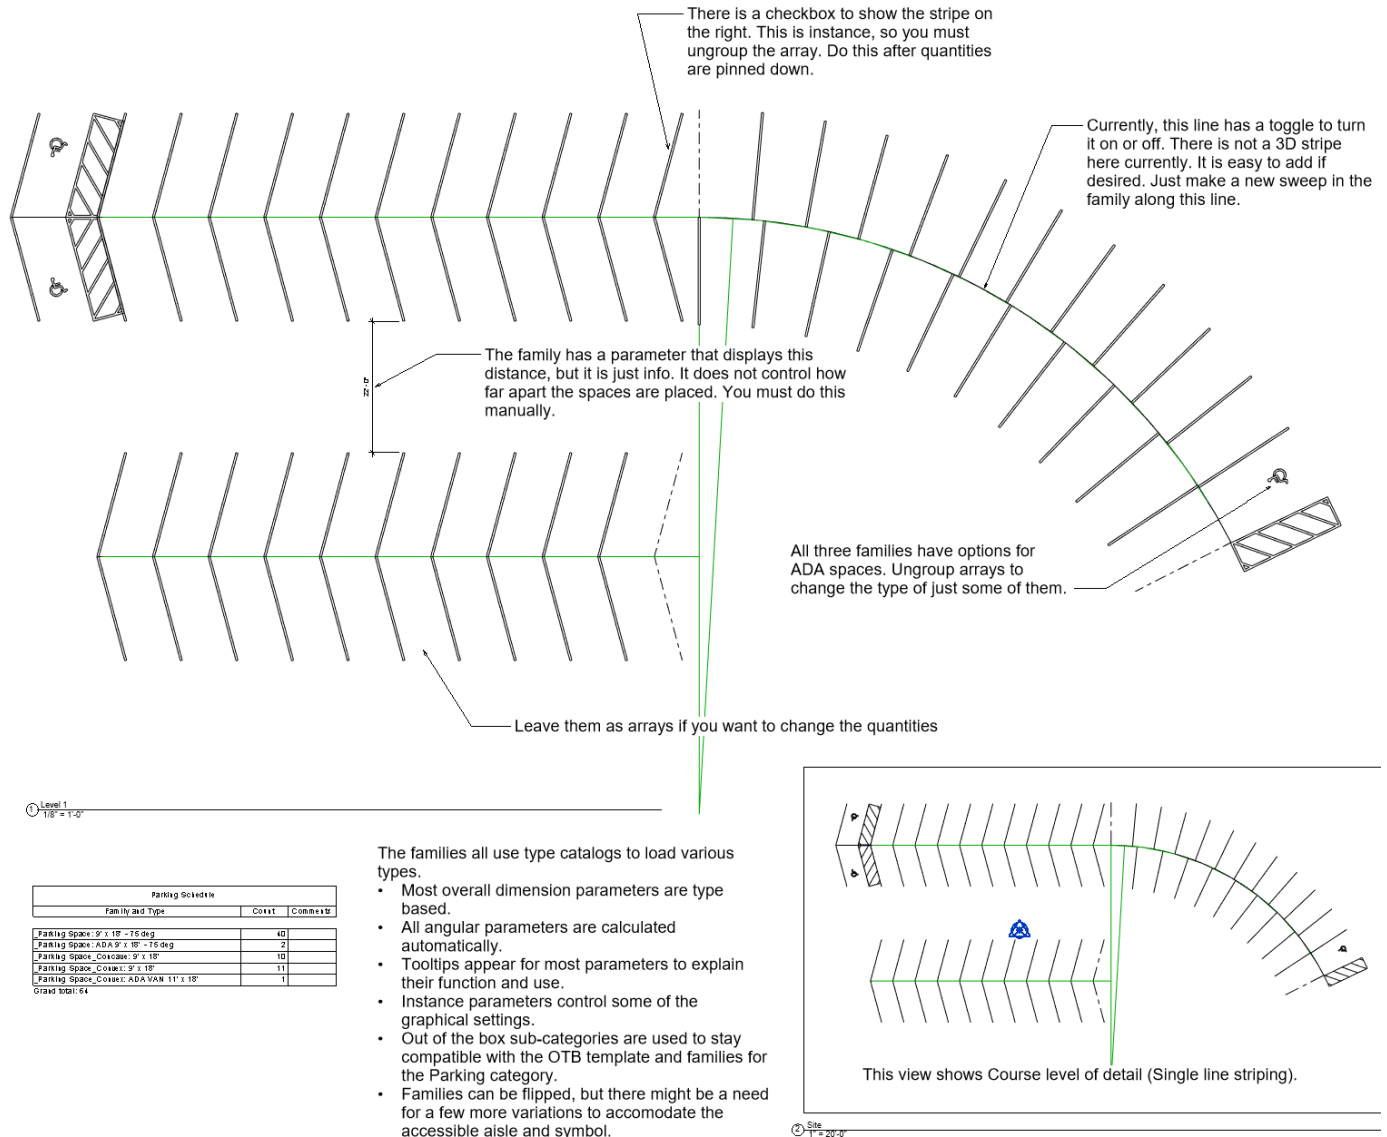 There is a checkbox to show the stripe on
the right. This is instance, so you must
ungroup the array. Do this after quantities
are pinned down.
Currently, this line has a toggle to turn
it on or off. There is not a 3D stripe
here currently. It is easy to add if
desired. Just make a new sweep in the
family along this line.
The family has a parameter that displays this
distance, but it is just info. It does not control how
far apart the spaces are placed. You must do this
manually.
22'-0"
All three families have options for
ADA spaces. Ungroup arrays to
change the type of just some of them.
Leave them as arrays if you want to change the quantities
1 Level 1
1/8" = 1'-0"
Parking Schedule
Family and Type Count Comments
_Parking Space: 9' x 18' - 75 deg 40
_Parking Space: ADA 9' x 18' - 75 deg 2
_Parking Space_Concave: 9' x 18' 10
_Parking Space_Convex: 9' x 18' 11
_Parking Space_Convex: ADA VAN 11' x 18' 1
Grand total: 64
The families all use type catalogs to load various
types.
• Most overall dimension parameters are type
based.
• All angular parameters are calculated
automatically.
• Tooltips appear for most parameters to explain
their function and use.
• Instance parameters control some of the
graphical settings.
• Out of the box sub-categories are used to stay
compatible with the OTB template and families for
the Parking category.
• Families can be flipped, but there might be a need
for a few more variations to accomodate the
accessible aisle and symbol.
This view shows Course level of detail (Single line striping).
2 Site
1" = 20'-0"